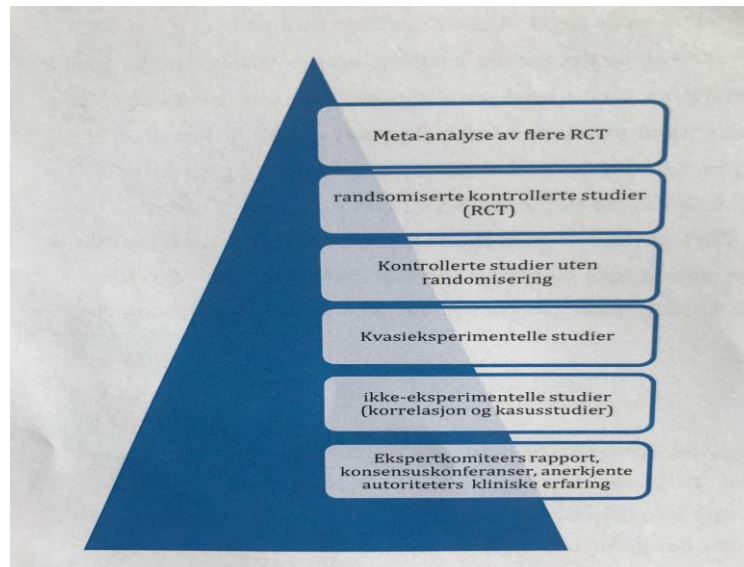 Meta-analyse av flere RCT
randsomiserte kontrollerte studier
(RCT)
Kontrollerte studier uten
randomisering
Kvasieksperimentelle studier
ikke-eksperimentelle studier
(korrelasjon og kasusstudier)
Ekspertkomiteers rapport,
konsensuskonferanser, anerkjente
autoriteters kliniske erfaring